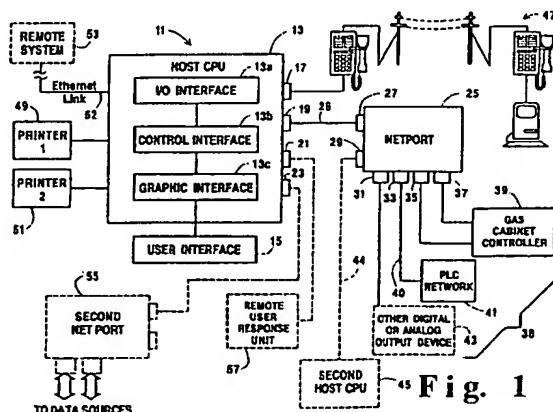 REMOTE
SYSTEM
53
11
13
47
HOST CPU
13a
I/O INTERFACE
17
Ethernet
Link
52
49
PRINTER
1
13b
CONTROL INTERFACE
19
26
27
25
NETPORT
29
21
13c
GRAPHIC INTERFACE
23
31
33
35
37
39
PRINTER
2
51
USER INTERFACE
15
GAS
CABINET
CONTROLLER
44
40
PLC
NETWORK
41
55
SECOND
NET PORT
REMOTE
USER
RESPONSE
UNIT
57
OTHER DIGITAL
OR ANALOG
OUTPUT DEVICE
43
38
SECOND
HOST CPU
45
TO DATA SOURCES
Fig. 1